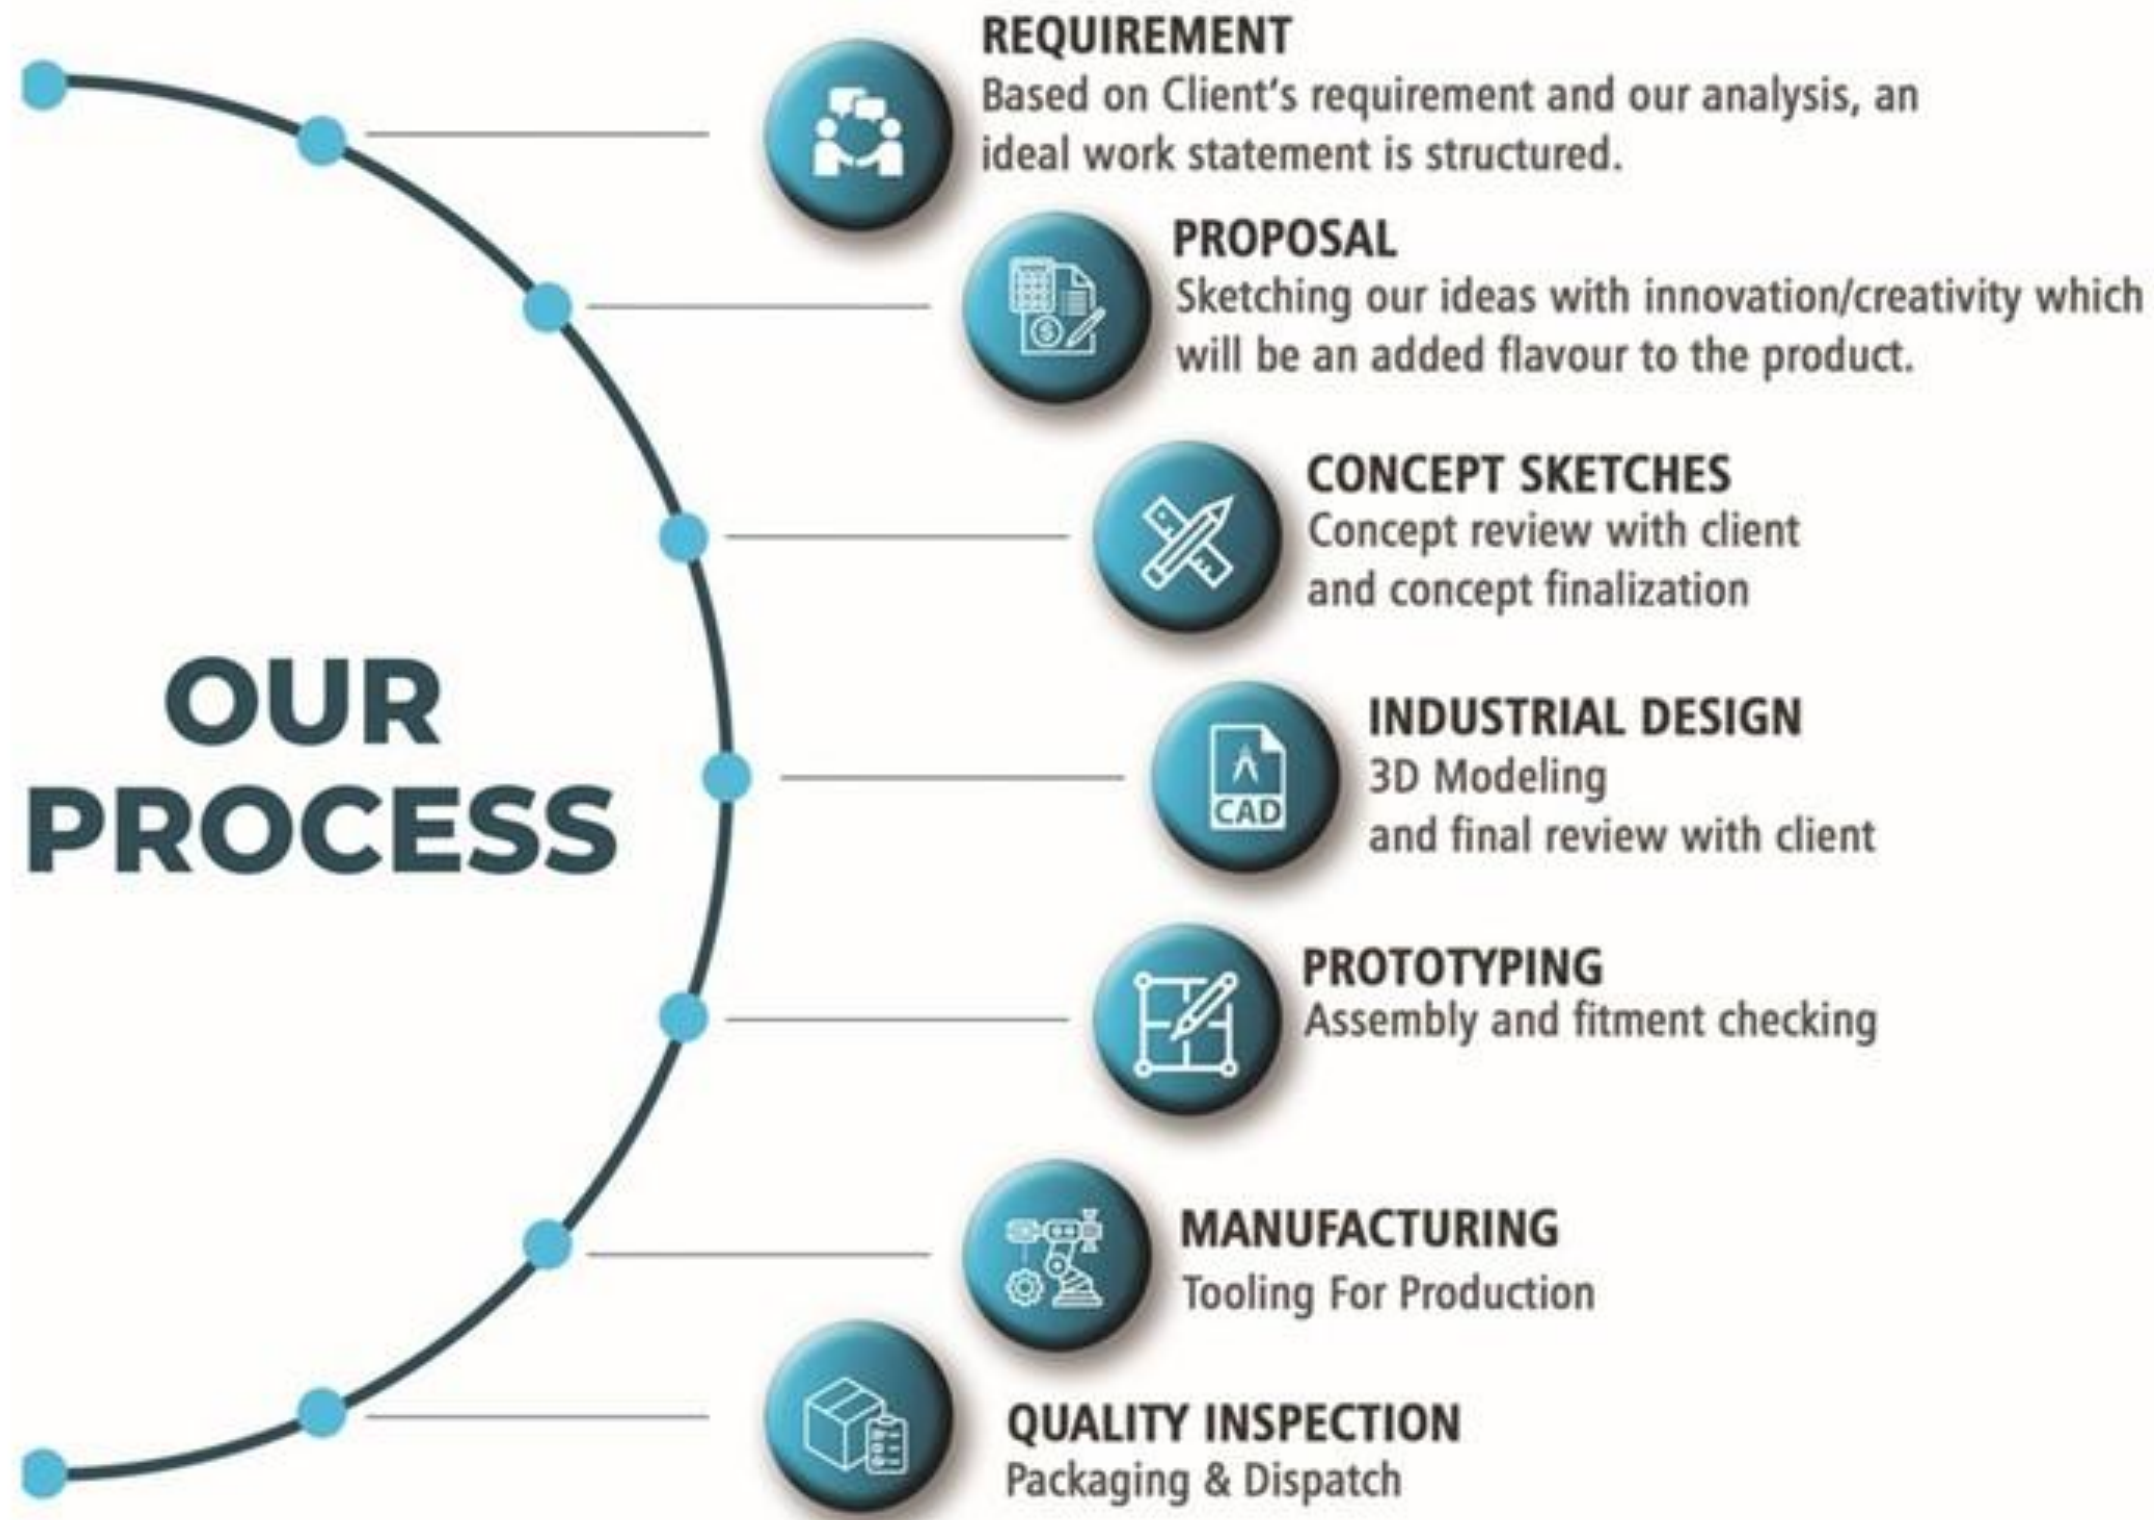 OUR
PROCESS
REQUIREMENT
Based on Client's requirement and our analysis, an
ideal work statement is structured.
PROPOSAL
Sketching our ideas with innovation/creativity which
will be an added flavour to the product.
CONCEPT SKETCHES
Concept review with client
and concept finalization
INDUSTRIAL DESIGN
3D Modeling
and final review with client
CAD
PROTOTYPING
Assembly and fitment checking
MANUFACTURING
Tooling For Production
QUALITY INSPECTION
Packaging & Dispatch